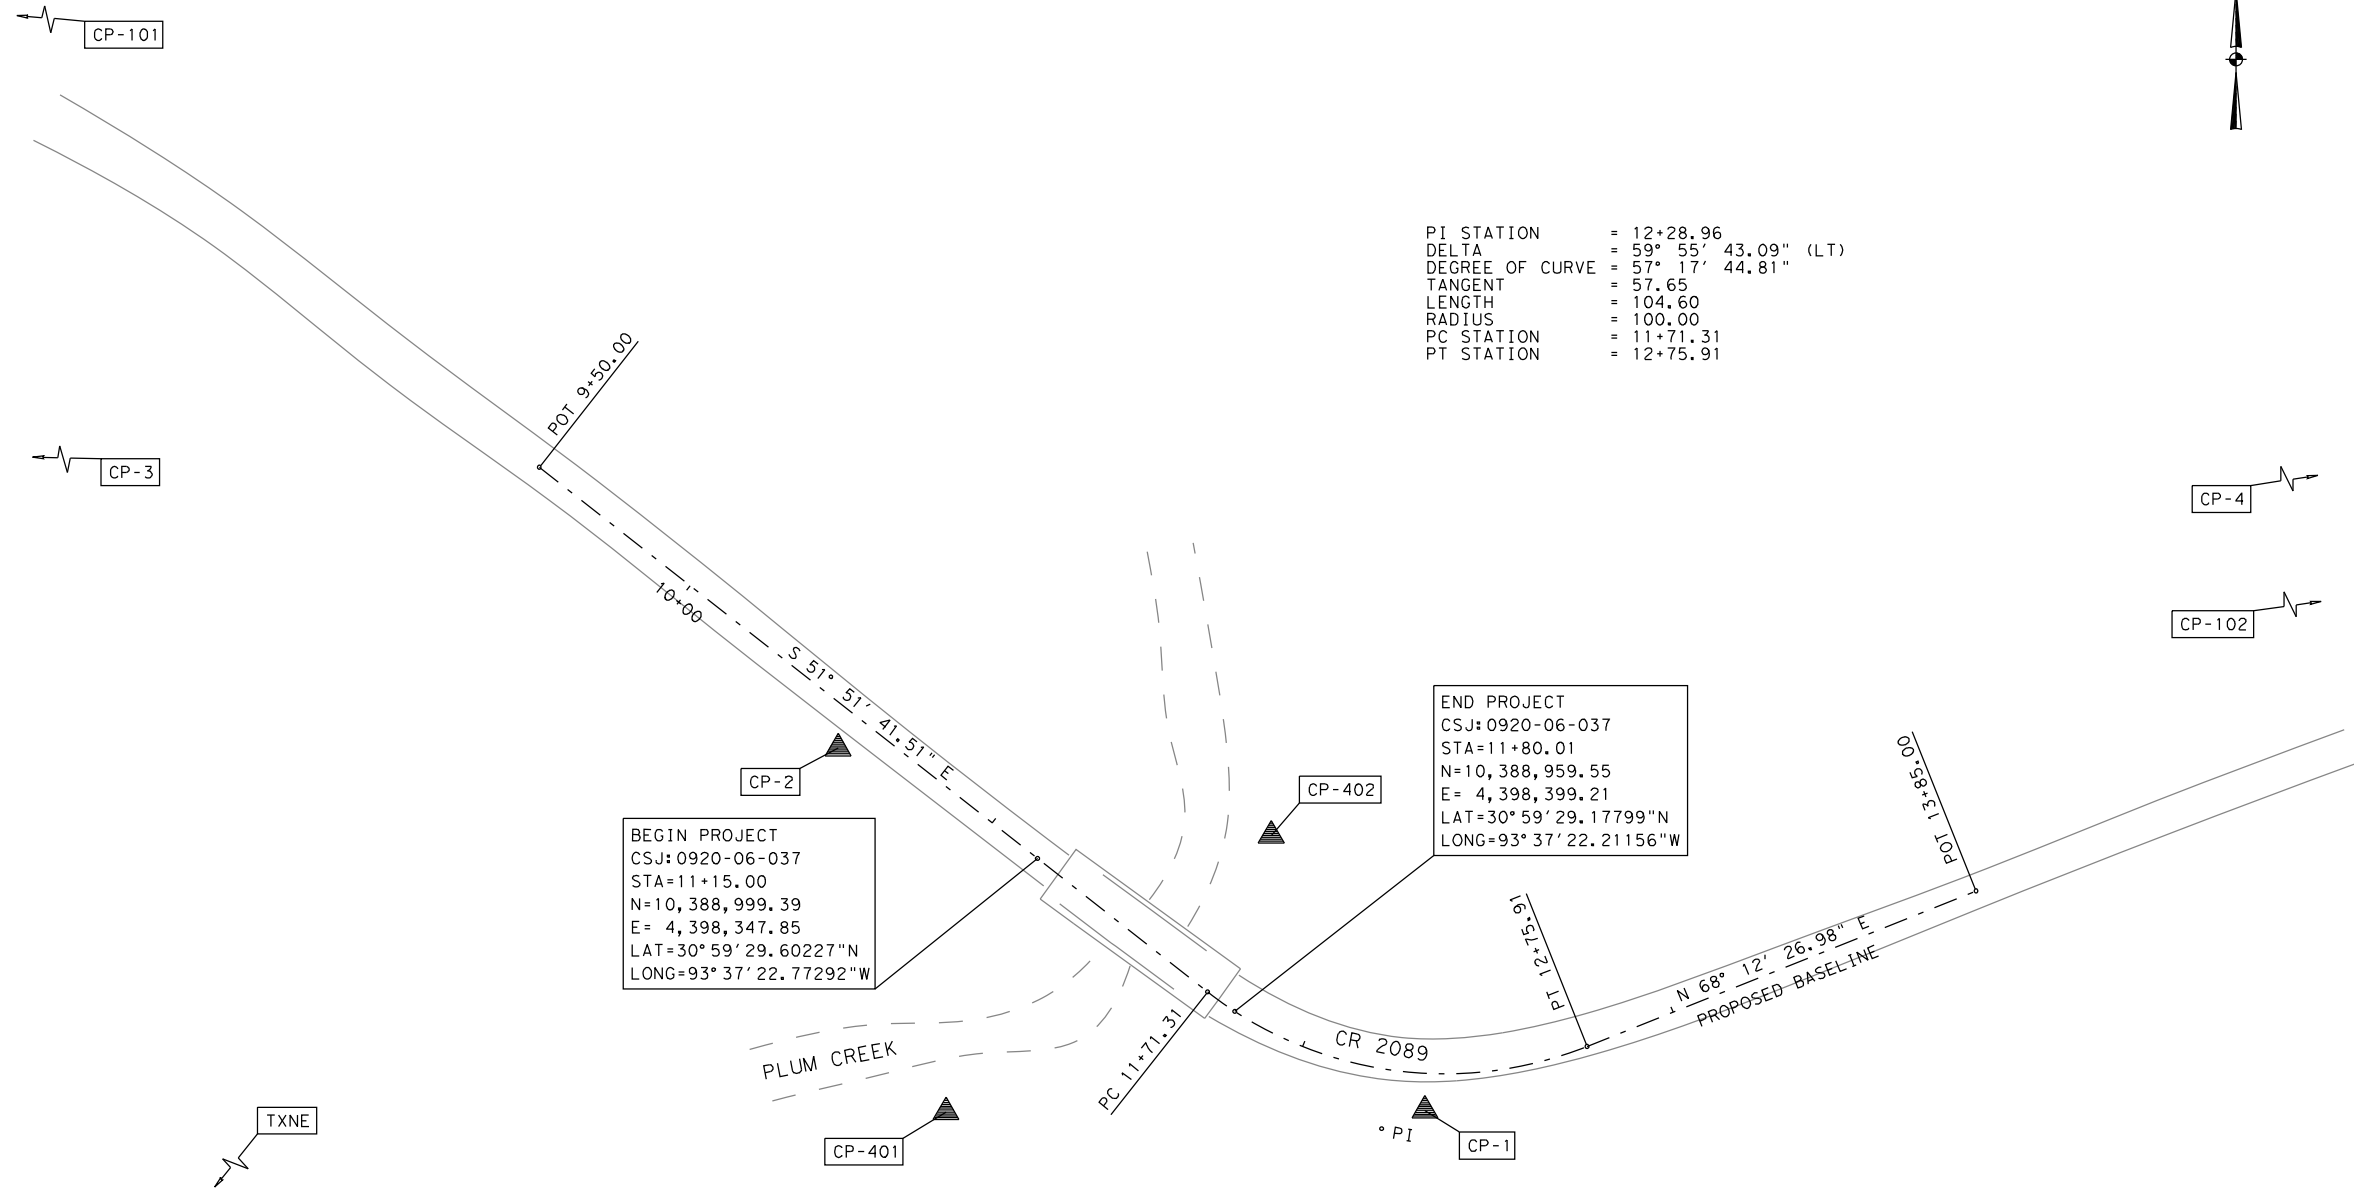 CP-101
PI STATION = 12+28.96
DELTA = 59° 55' 43.09" (LT)
DEGREE OF CURVE = 57° 17' 44.81"
TANGENT = 57.65
LENGTH = 104.60
RADIUS = 100.00
PC STATION = 11+71.31
PT STATION = 12+75.91
POT 9+50.00
CP-3
CP-4
10+00
CP-102
S 51° 51' 41.51" E
CP-2
CP-402
END PROJECT
CSJ:0920-06-037
STA=11+80.01
N=10,388,959.55
E= 4,398,399.21
LAT=30°59'29.17799"N
LONG=93°37'22.21156"W
POT 13+85.00
BEGIN PROJECT
CSJ:0920-06-037
STA=11+15.00
N=10,388,999.39
E= 4,398,347.85
LAT=30°59'29.60227"N
LONG=93°37'22.77292"W
PT 12+75.91
N 68° 12' 26.98" E
PROPOSED BASELINE
PLUM CREEK
PC 11+71.31
CR 2089
TXNE
CP-401
PI
CP-1